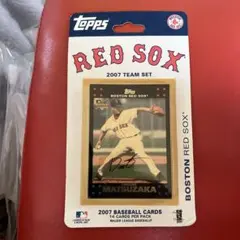 Topps
RED SOX
2007 TEAM SET
Topps
BOSTON RED SOX
MATSUZAKA
BOSTON RED SOX
2007 BASEBALL CARDS
14 CARDS PER PACK